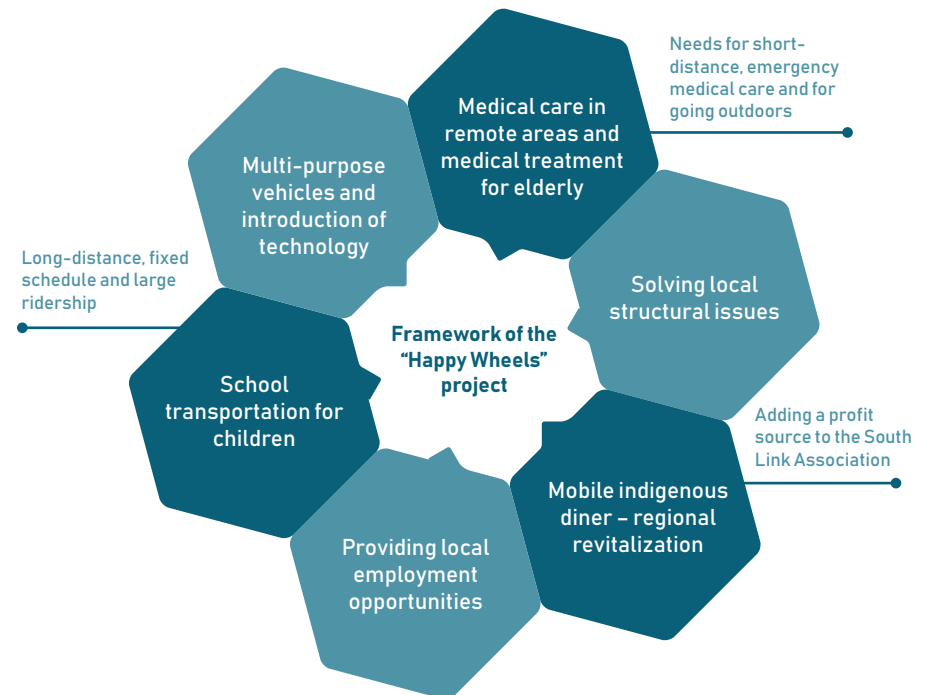 Needs for short-
distance, emergency
medical care and for
going outdoors
Medical care in
remote areas and
medical treatment
for elderly
Multi-purpose
vehicles and
introduction of
technology
Long-distance, fixed
schedule and large
ridership
Solving local
structural issues
Framework of the
“Happy Wheels”
project
School
transportation for
children
Adding a profit
source to the South
Link Association
Mobile indigenous
diner – regional
revitalization
Providing local
employment
opportunities